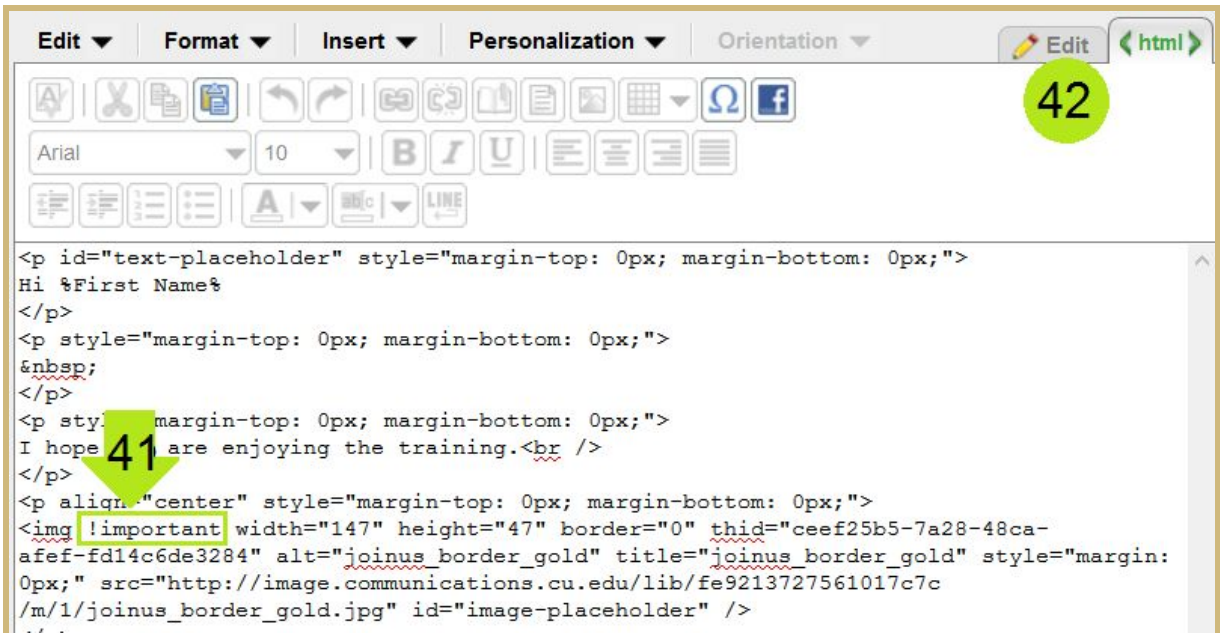 Edit Format Insert Personalization Orientation Edit <html>
42
Ω f
Arial 10 B I U
A ab|c LINE
<p id="text-placeholder" style="margin-top: 0px; margin-bottom: 0px;">
Hi %First Name%
</p>
<p style="margin-top: 0px; margin-bottom: 0px;">
&nbsp;
</p>
<p sty margin-top: 0px; margin-bottom: 0px;">
I hope are enjoying the training.<br />
41
</p>
<p align="center" style="margin-top: 0px; margin-bottom: 0px;">
<img !important width="147" height="47" border="0" thid="ceef25b5-7a28-48ca-
afef-fd14c6de3284" alt="joinus_border_gold" title="joinus_border_gold" style="margin:
0px;" src="http://image.communications.cu.edu/lib/fe9213727561017c7c
/m/1/joinus_border_gold.jpg" id="image-placeholder" />